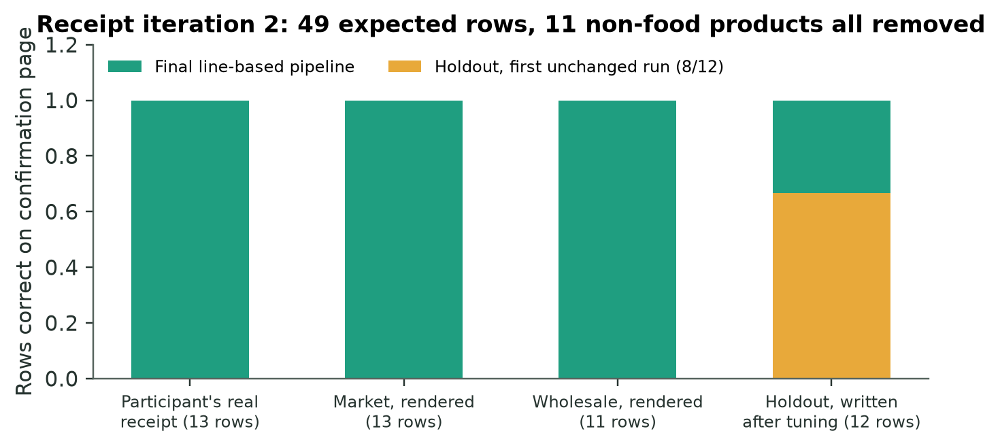 Receipt iteration 2: 49 expected rows, 11 non-food products all removed
Rows correct on confirmation page
1.2
1.0
0.8
0.6
0.4
0.2
0.0
Final line-based pipeline
Holdout, first unchanged run (8/12)
Participant's real
receipt (13 rows)
Market, rendered
(13 rows)
Wholesale, rendered
(11 rows)
Holdout, written
after tuning (12 rows)